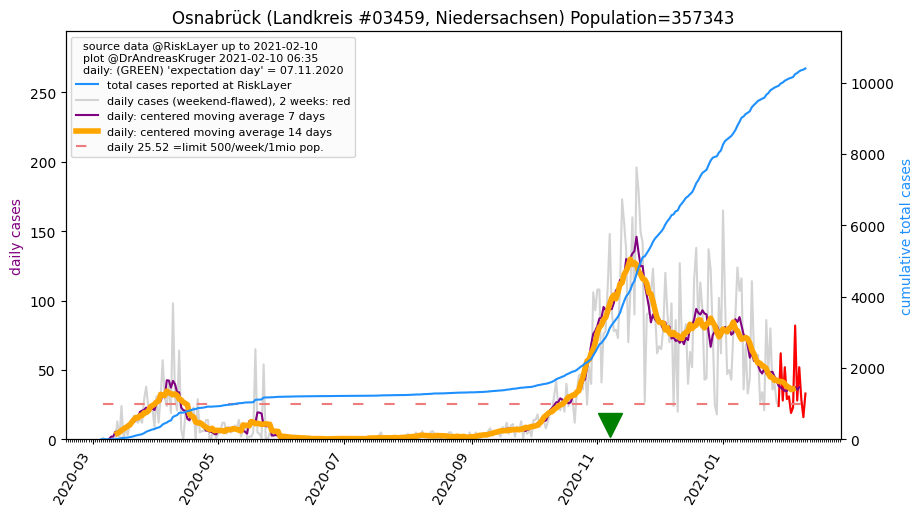 Osnabrück (Landkreis #03459, Niedersachsen) Population=357343
source data @RiskLayer up to 2021-02-10
plot @DrAndreasKruger 2021-02-10 06:35
daily: (GREEN) 'expectation day' = 07.11.2020
total cases reported at RiskLayer
daily cases (weekend-flawed), 2 weeks: red
daily: centered moving average 7 days
daily: centered moving average 14 days
daily 25.52 =limit 500/week/1mio pop.
daily cases
250
200
150
100
50
0
cumulative total cases
10000
8000
6000
4000
2000
0
2020-03
2020-05
2020-07
2020-09
2020-11
2021-01